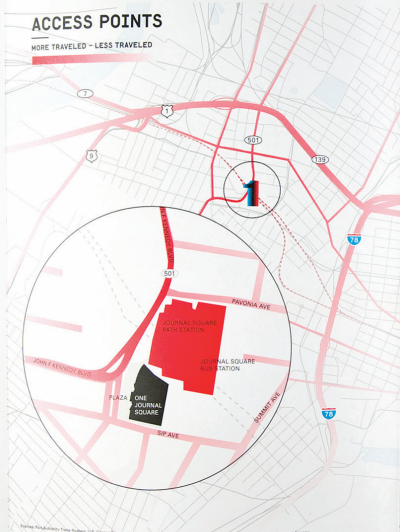 ACCESS POINTS
MORE TRAVELED – LESS TRAVELED
7
1
9
501
139
1
78
501
PAVONIA AVE
JOURNAL SQUARE
PATH STATION
JOURNAL SQUARE
BUS STATION
JOHN F KENNEDY BLVD
PLAZA
ONE
JOURNAL
SQUARE
SUMMIT AVE
SIP AVE
78